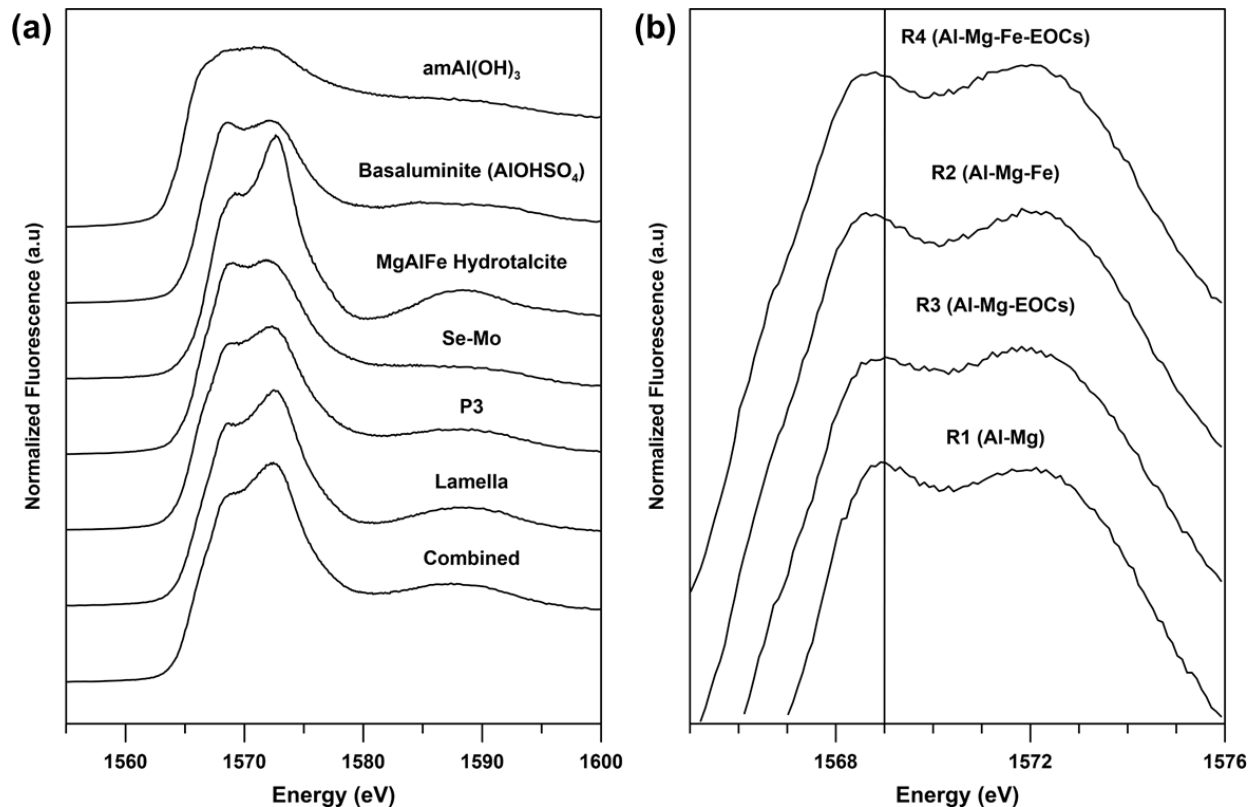 (a)
amAl(OH)₃
Basaluminite (AlOHSO₄)
MgAlFe Hydrotalcite
Se-Mo
P3
Lamella
Combined
Normalized Fluorescence (a.u)
1560 1570 1580 1590 1600
Energy (eV)
(b)
R4 (Al-Mg-Fe-EOCs)
R2 (Al-Mg-Fe)
R3 (Al-Mg-EOCs)
R1 (Al-Mg)
Normalized Fluorescence (a.u)
1568 1572 1576
Energy (eV)